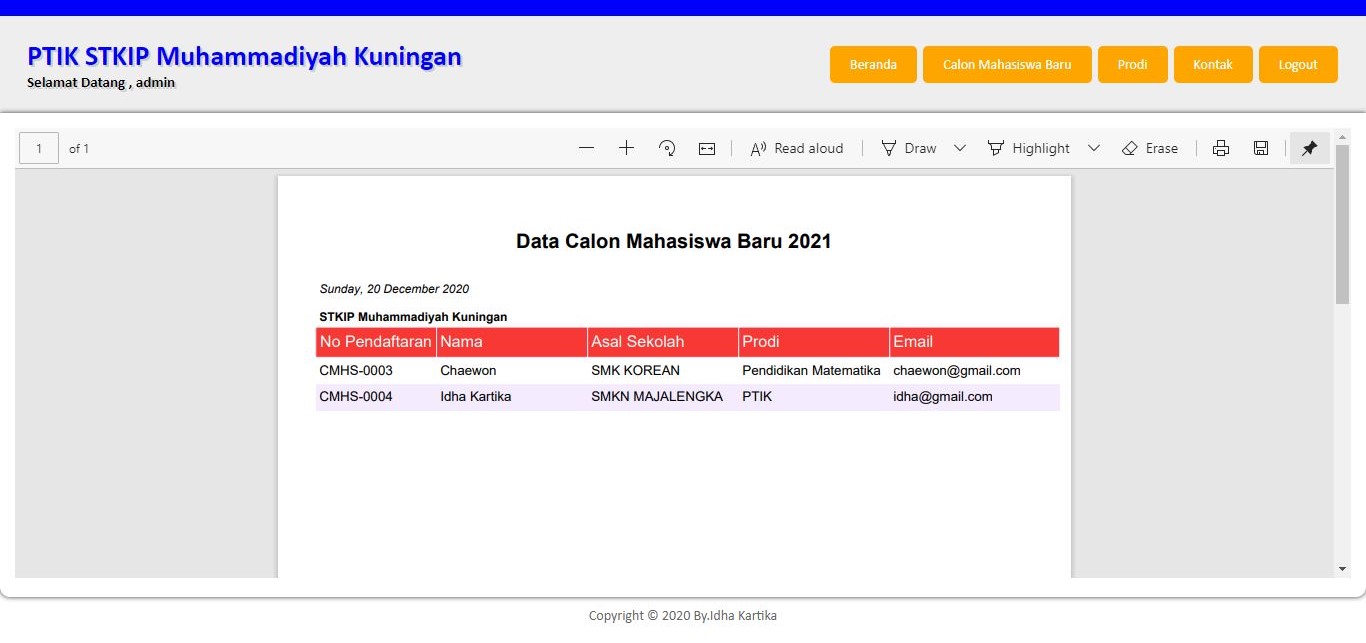 PTIK STKIP Muhammadiyah Kuningan
Selamat Datang , admin
Beranda Calon Mahasiswa Baru Prodi Kontak Logout
1 of 1 Read aloud Draw Highlight Erase
Data Calon Mahasiswa Baru 2021
Sunday, 20 December 2020
STKIP Muhammadiyah Kuningan
No Pendaftaran Nama Asal Sekolah Prodi Email
CMHS-0003 Chaewon SMK KOREAN Pendidikan Matematika chaewon@gmail.com
CMHS-0004 Idha Kartika SMKN MAJALENGKA PTIK idha@gmail.com
Copyright © 2020 By.Idha Kartika